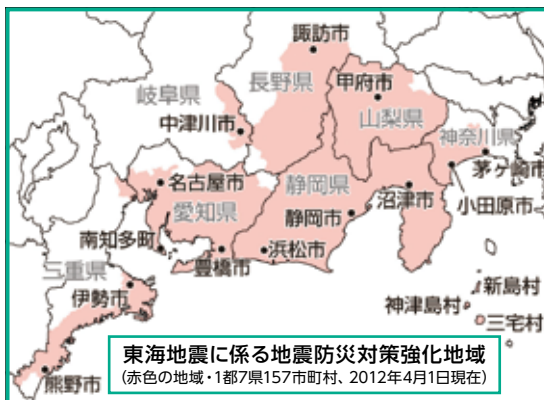 諏訪市
長野県
甲府市
岐阜県
山梨県
中津川市
神奈川県
茅ヶ崎市
名古屋市
静岡県
沼津市
小田原市
愛知県
静岡市
南知多町
浜松市
豊橋市
三重県
伊勢市
新島村
神津島村
三宅村
熊野市
東海地震に係る地震防災対策強化地域
(赤色の地域・1都7県157市町村、2012年4月1日現在)